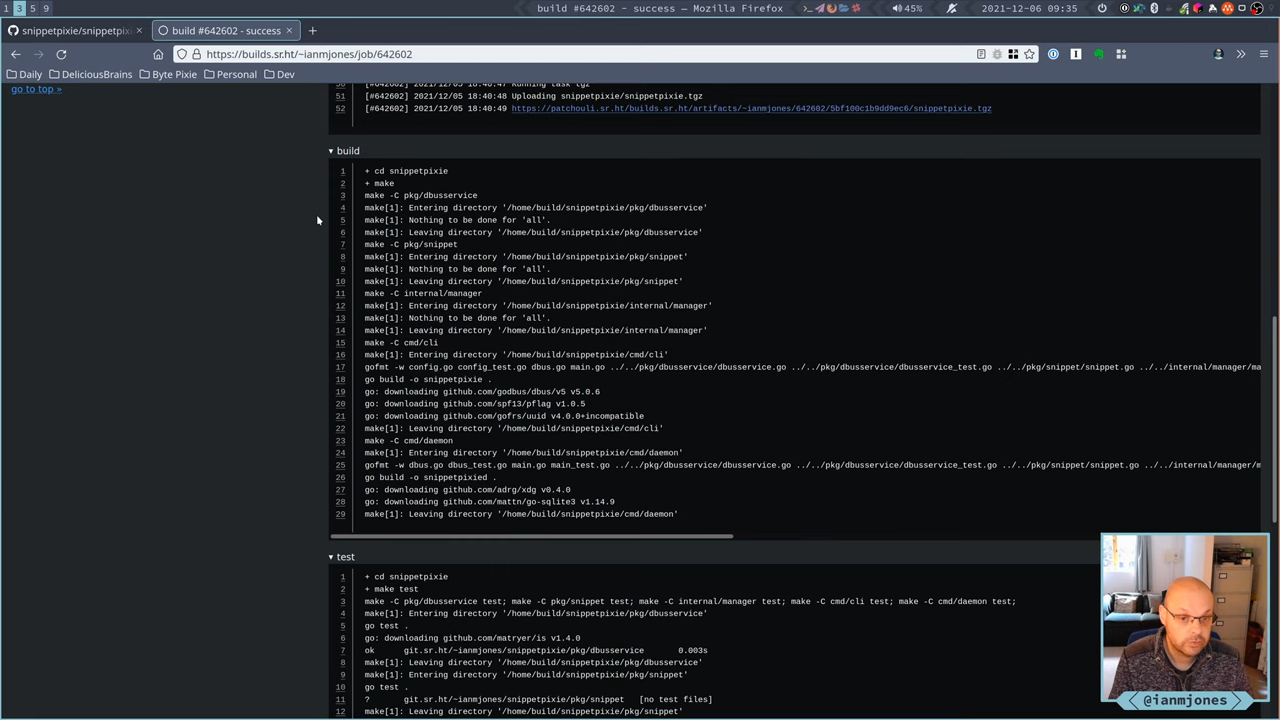 1 3 5 9
build #642602 - success — Mozilla Firefox
45%
2021-12-06 09:35
snippetpixie/snippetpixi
build #642602 - success
https://builds.sr.ht/~ianmjones/job/642602
Daily
DeliciousBrains
Byte Pixie
Personal
Dev
go to top »
51 [#642602] 2021/12/05 18:40:48 Uploading snippetpixie/snippetpixie.tgz
52 [#642602] 2021/12/05 18:40:49 https://patchouli.sr.ht/builds.sr.ht/artifacts/~ianmjones/642602/5bf100c1b9dd9ec6/snippetpixie.tgz
build
1 + cd snippetpixie
2 + make
3 make -C pkg/dbusservice
4 make[1]: Entering directory '/home/build/snippetpixie/pkg/dbusservice'
5 make[1]: Nothing to be done for 'all'.
6 make[1]: Leaving directory '/home/build/snippetpixie/pkg/dbusservice'
7 make -C pkg/snippet
8 make[1]: Entering directory '/home/build/snippetpixie/pkg/snippet'
9 make[1]: Nothing to be done for 'all'.
10 make[1]: Leaving directory '/home/build/snippetpixie/pkg/snippet'
11 make -C internal/manager
12 make[1]: Entering directory '/home/build/snippetpixie/internal/manager'
13 make[1]: Nothing to be done for 'all'.
14 make[1]: Leaving directory '/home/build/snippetpixie/internal/manager'
15 make -C cmd/cli
16 make[1]: Entering directory '/home/build/snippetpixie/cmd/cli'
17 gofmt -w config.go config_test.go dbus.go main.go ../../pkg/dbusservice/dbusservice.go ../../pkg/dbusservice/dbusservice_test.go ../../pkg/snippet/snippet.go ../../internal/manager/ma
18 go build -o snippetpixie .
19 go: downloading github.com/godbus/dbus/v5 v5.0.6
20 go: downloading github.com/spf13/pflag v1.0.5
21 go: downloading github.com/gofrs/uuid v4.0.0+incompatible
22 make[1]: Leaving directory '/home/build/snippetpixie/cmd/cli'
23 make -C cmd/daemon
24 make[1]: Entering directory '/home/build/snippetpixie/cmd/daemon'
25 gofmt -w dbus.go dbus_test.go main.go main_test.go ../../pkg/dbusservice/dbusservice.go ../../pkg/dbusservice/dbusservice_test.go ../../pkg/snippet/snippet.go ../../internal/manager/m
26 go build -o snippetpixied .
27 go: downloading github.com/adrg/xdg v0.4.0
28 go: downloading github.com/mattn/go-sqlite3 v1.14.9
29 make[1]: Leaving directory '/home/build/snippetpixie/cmd/daemon'
test
1 + cd snippetpixie
2 + make test
3 make -C pkg/dbusservice test; make -C pkg/snippet test; make -C internal/manager test; make -C cmd/cli test; make -C cmd/daemon test;
4 make[1]: Entering directory '/home/build/snippetpixie/pkg/dbusservice'
5 go test .
6 go: downloading github.com/matryer/is v1.4.0
7 ok git.sr.ht/~ianmjones/snippetpixie/pkg/dbusservice 0.003s
8 make[1]: Leaving directory '/home/build/snippetpixie/pkg/dbusservice'
9 make[1]: Entering directory '/home/build/snippetpixie/pkg/snippet'
10 go test .
11 ? git.sr.ht/~ianmjones/snippetpixie/pkg/snippet [no test files]
12 make[1]: Leaving directory '/home/build/snippetpixie/pkg/snippet'
@ianmjones